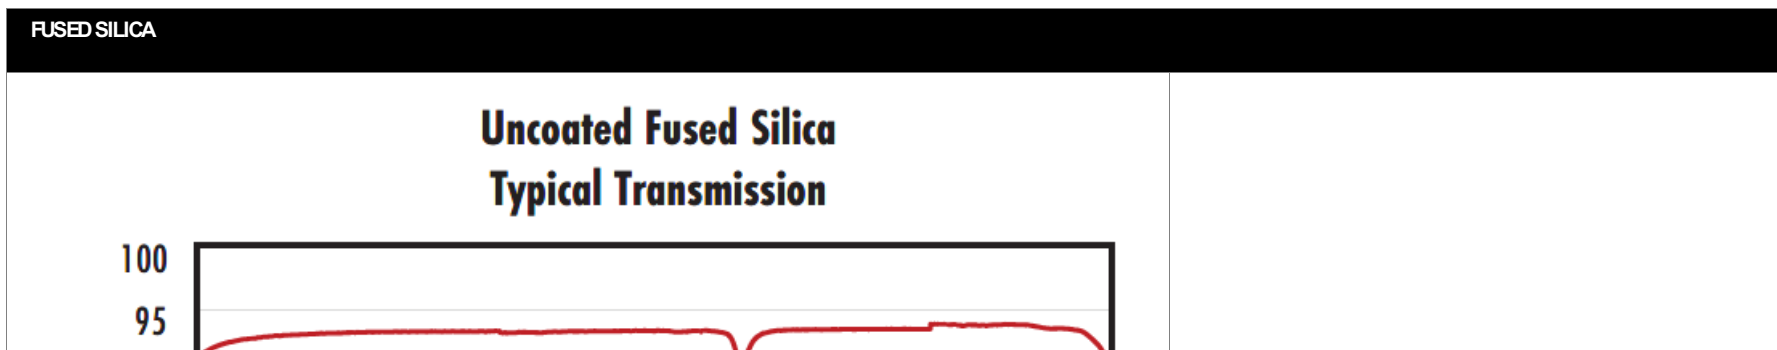 FUSED SILICA
Uncoated Fused Silica
Typical Transmission
100
95